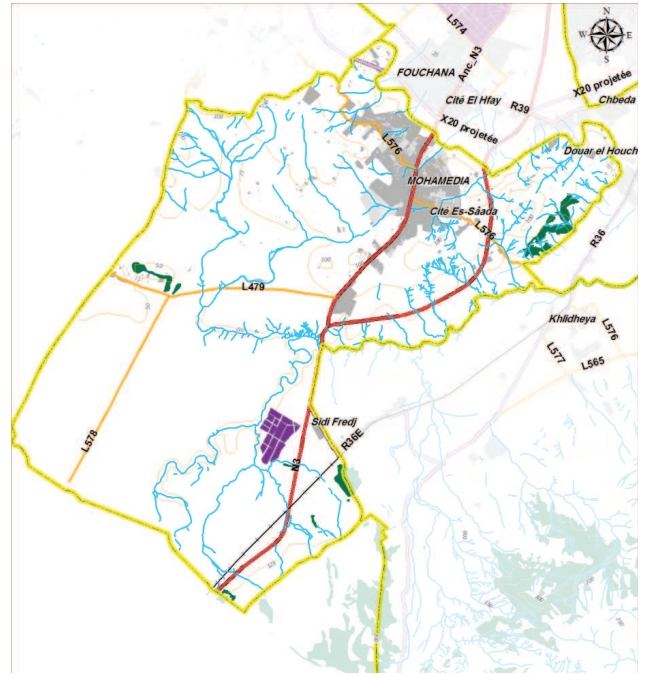 L574
N
W E
S
FOUCHANA
Anc_N3
X20 projetée
Cité El Hfay
R39
Chbeda
X20 projetée
L576
Douar el Houch
MOHAMEDIA
Cité Es-Sâada
L576
R36
L479
Khlidheya
L576
L577
L565
L578
Sidi Fredj
R36E
N3